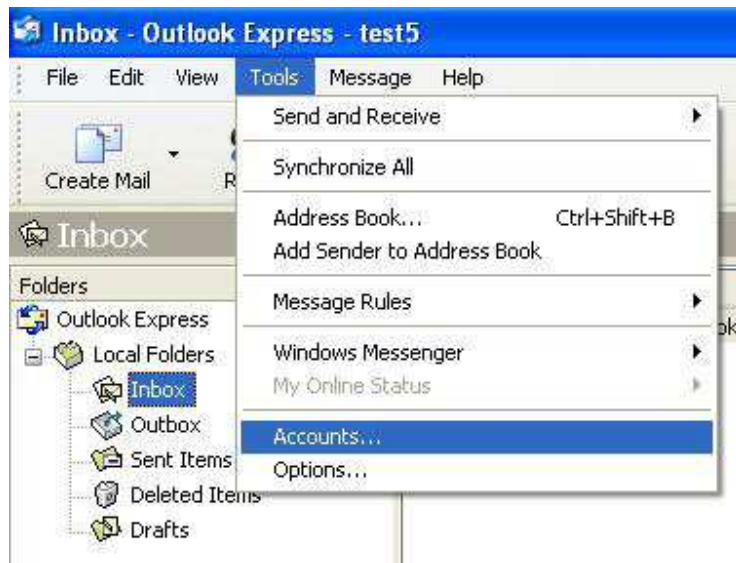 Inbox - Outlook Express - test5
File Edit View Tools Message Help
Send and Receive
Synchronize All
Create Mail
Address Book... Ctrl+Shift+B
Inbox
Add Sender to Address Book
Folders
Message Rules
Outlook Express
Local Folders
Windows Messenger
Inbox
My Online Status
Outbox
Accounts...
Sent Items
Options...
Deleted Items
Drafts